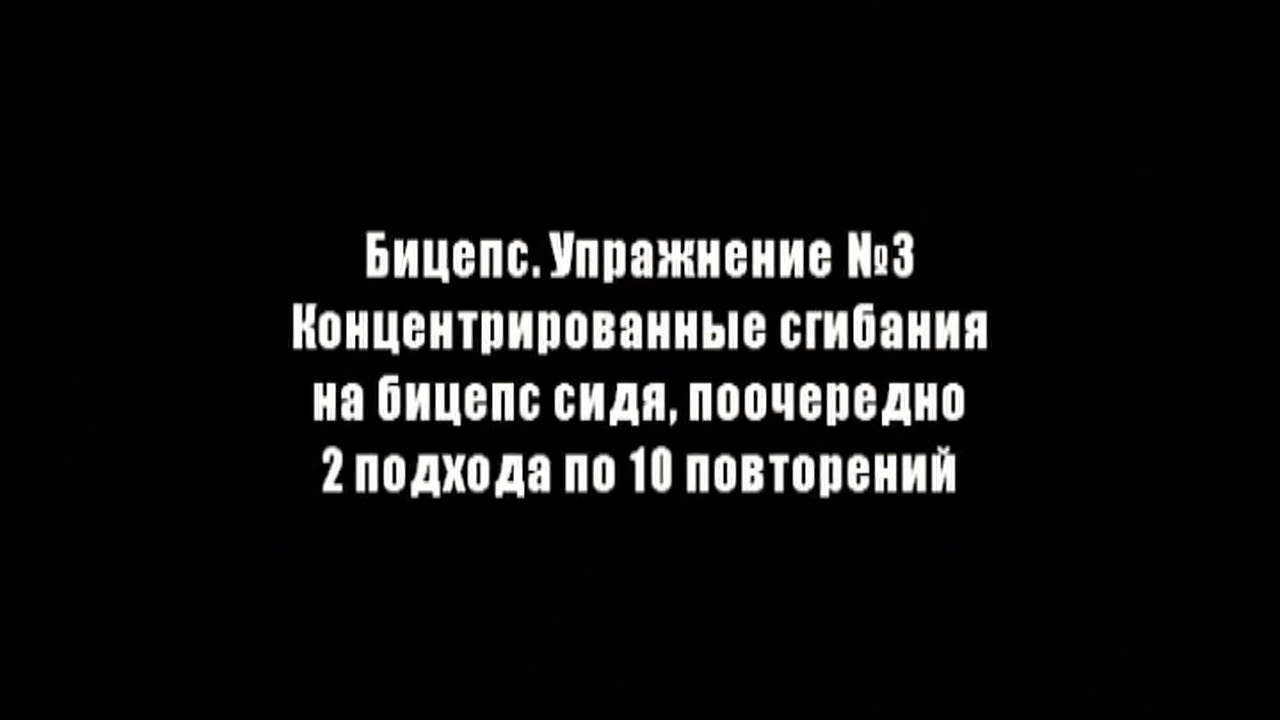 Бицепс. Упражнение №3
Концентрированные сгибания
на бицепс сидя, поочередно
2 подхода по 10 повторений